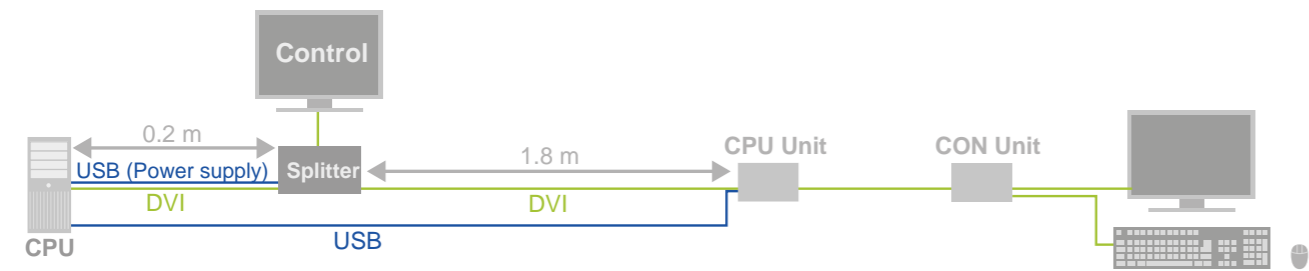 Control
0.2 m
CPU Unit
CON Unit
1.8 m
USB (Power supply)
Splitter
DVI
DVI
USB
CPU